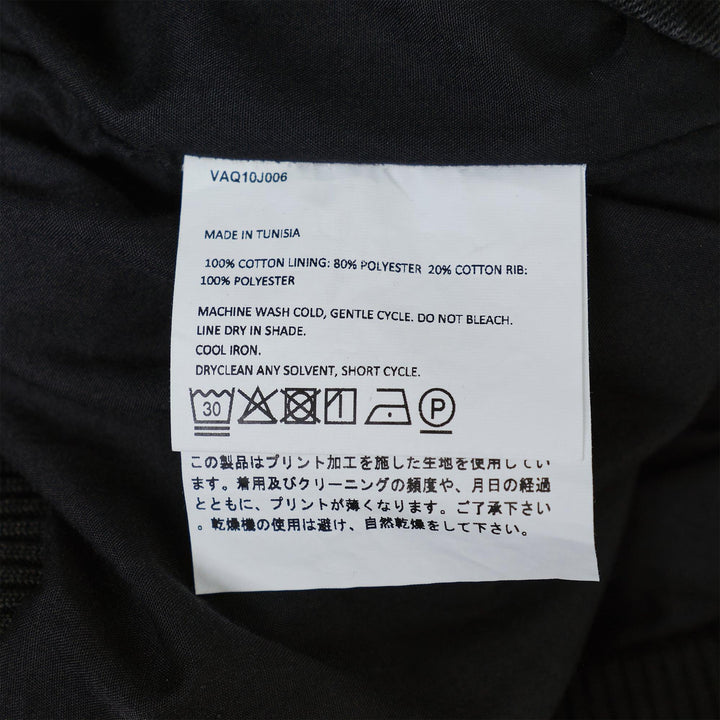 VAQ10J006
MADE IN TUNISIA
100% COTTON LINING: 80% POLYESTER 20% COTTON RIB:
100% POLYESTER
MACHINE WASH COLD, GENTLE CYCLE. DO NOT BLEACH.
LINE DRY IN SHADE.
COOL IRON.
DRYCLEAN ANY SOLVENT, SHORT CYCLE.
30 P
この製品はプリント加工を施した生地を使用してい
ます。着用及びクリーニングの頻度や、月日の経過
とともに、プリントが薄くなります。ご了承下さい
。乾燥機の使用は避け、自然乾燥をして下さい。